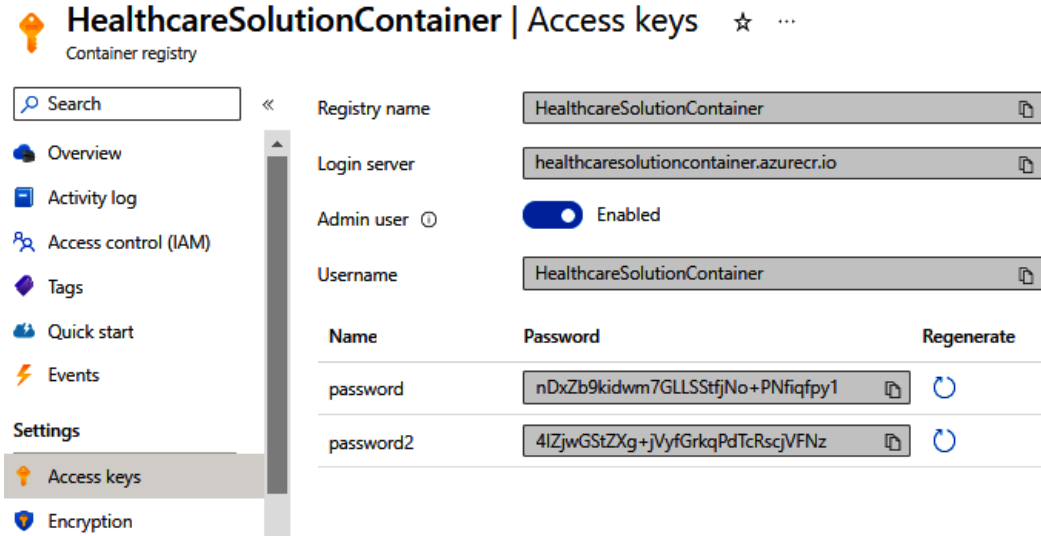 HealthcareSolutionContainer | Access keys
Container registry
Search
Overview
Activity log
Access control (IAM)
Tags
Quick start
Events
Settings
Access keys
Encryption
Registry name HealthcareSolutionContainer
Login server healthcaresolutioncontainer.azurecr.io
Admin user Enabled
Username HealthcareSolutionContainer
Name Password Regenerate
password nDxZb9kidwm7GLLSStfjNo+PNfiqfpy1
password2 4lZjwGStZXg+jVyfGrkqPdTcRscjVFNz